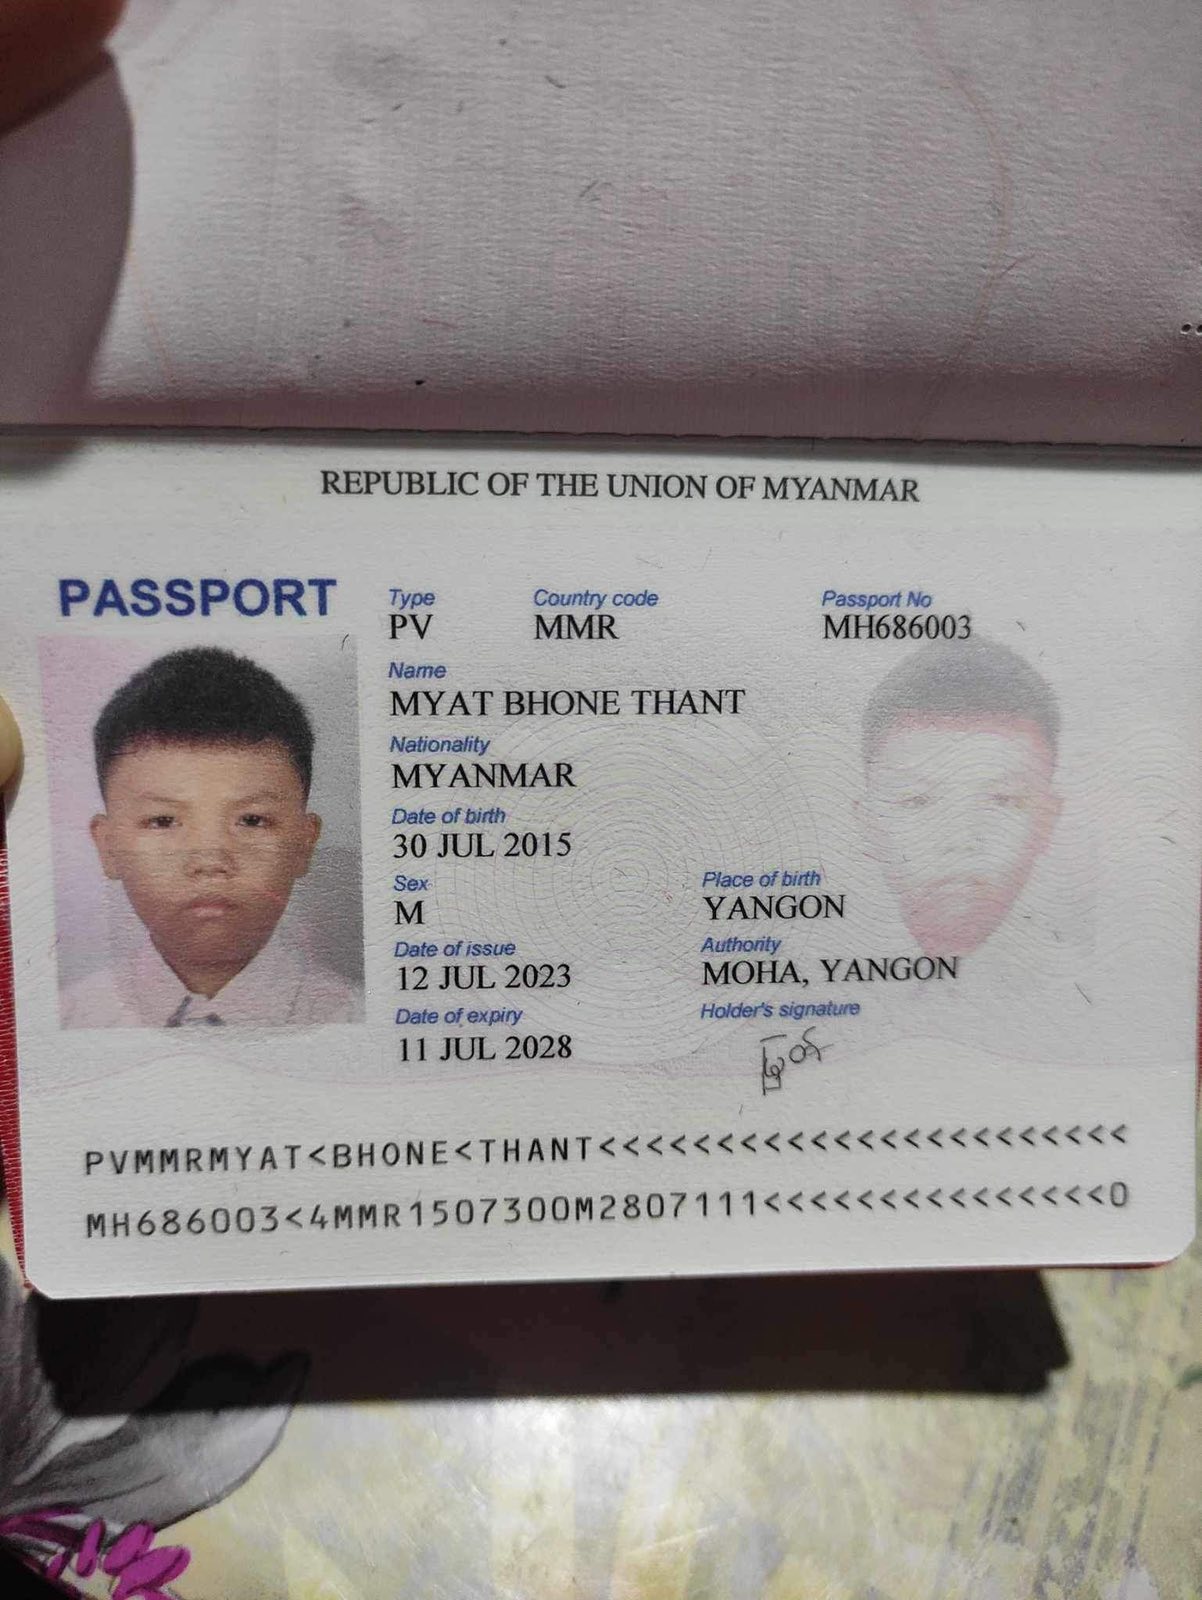 REPUBLIC OF THE UNION OF MYANMAR
PASSPORT
Type Country code Passport No
PV MMR MH686003
Name
MYAT BHONE THANT
Nationality
MYANMAR
Date of birth
30 JUL 2015
Sex Place of birth
M YANGON
Date of issue Authority
12 JUL 2023 MOHA, YANGON
Date of expiry Holder's signature
11 JUL 2028
PVMMRMYAT<BHONE<THANT<<<<<<<<<<<<<<<<<<<<<<<
MH686003<4MMR1507300M2807111<<<<<<<<<<<<<<<0